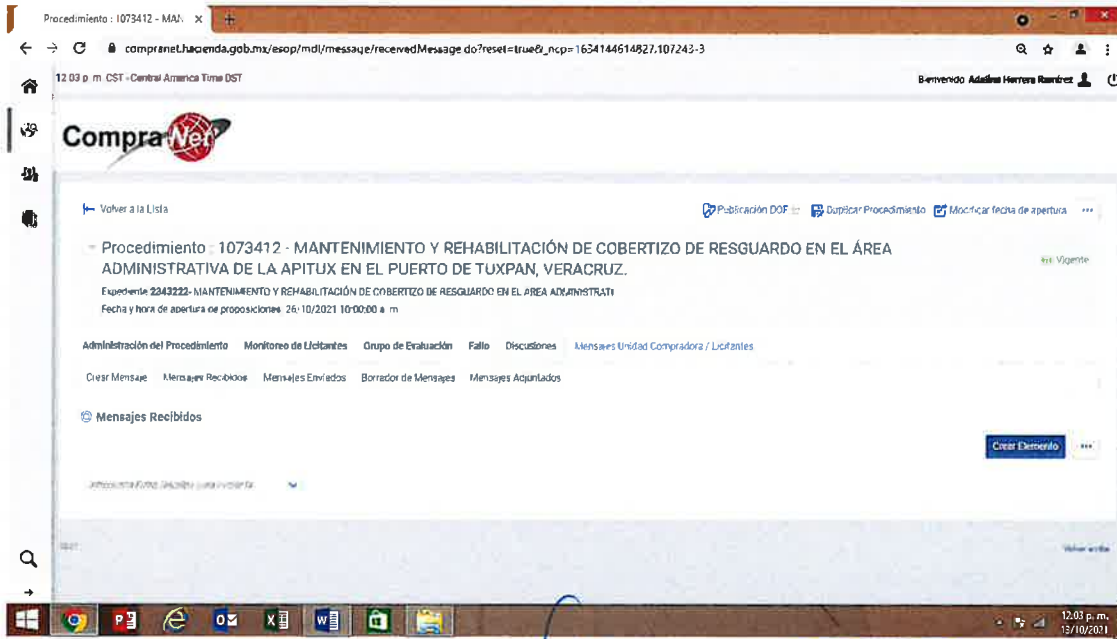 Procedimiento : 1073412 - MAN
compranet.hacienda.gob.mx/esop/mdl/message/receivedMessage.do?reset=true&_ncp=1634144614827.107243-3
12:03 p. m. CST - Central America Time DST
Bienvenido Adelina Herrera Ramírez
CompraNet
Volver a la Lista
Publicación DOF
Duplicar Procedimiento
Modificar fecha de apertura
Procedimiento : 1073412 - MANTENIMIENTO Y REHABILITACIÓN DE COBERTIZO DE RESGUARDO EN EL ÁREA
ADMINISTRATIVA DE LA APITUX EN EL PUERTO DE TUXPAN, VERACRUZ.
Vigente
Expediente 2343222- MANTENIMIENTO Y REHABILITACIÓN DE COBERTIZO DE RESGUARDO EN EL ÁREA ADMINISTRATI
Fecha y hora de apertura de proposiciones: 26/10/2021 10:00:00 a. m.
Administración del Procedimiento Monitoreo de Licitantes Grupo de Evaluación Fallo Discusiones Mensajes Unidad Compradora / Licitantes
Crear Mensaje Mensajes Recibidos Mensajes Enviados Borrador de Mensajes Mensajes Adjuntados
Mensajes Recibidos
Crear Elemento
Volver arriba
12:03 p. m.
13/10/2021